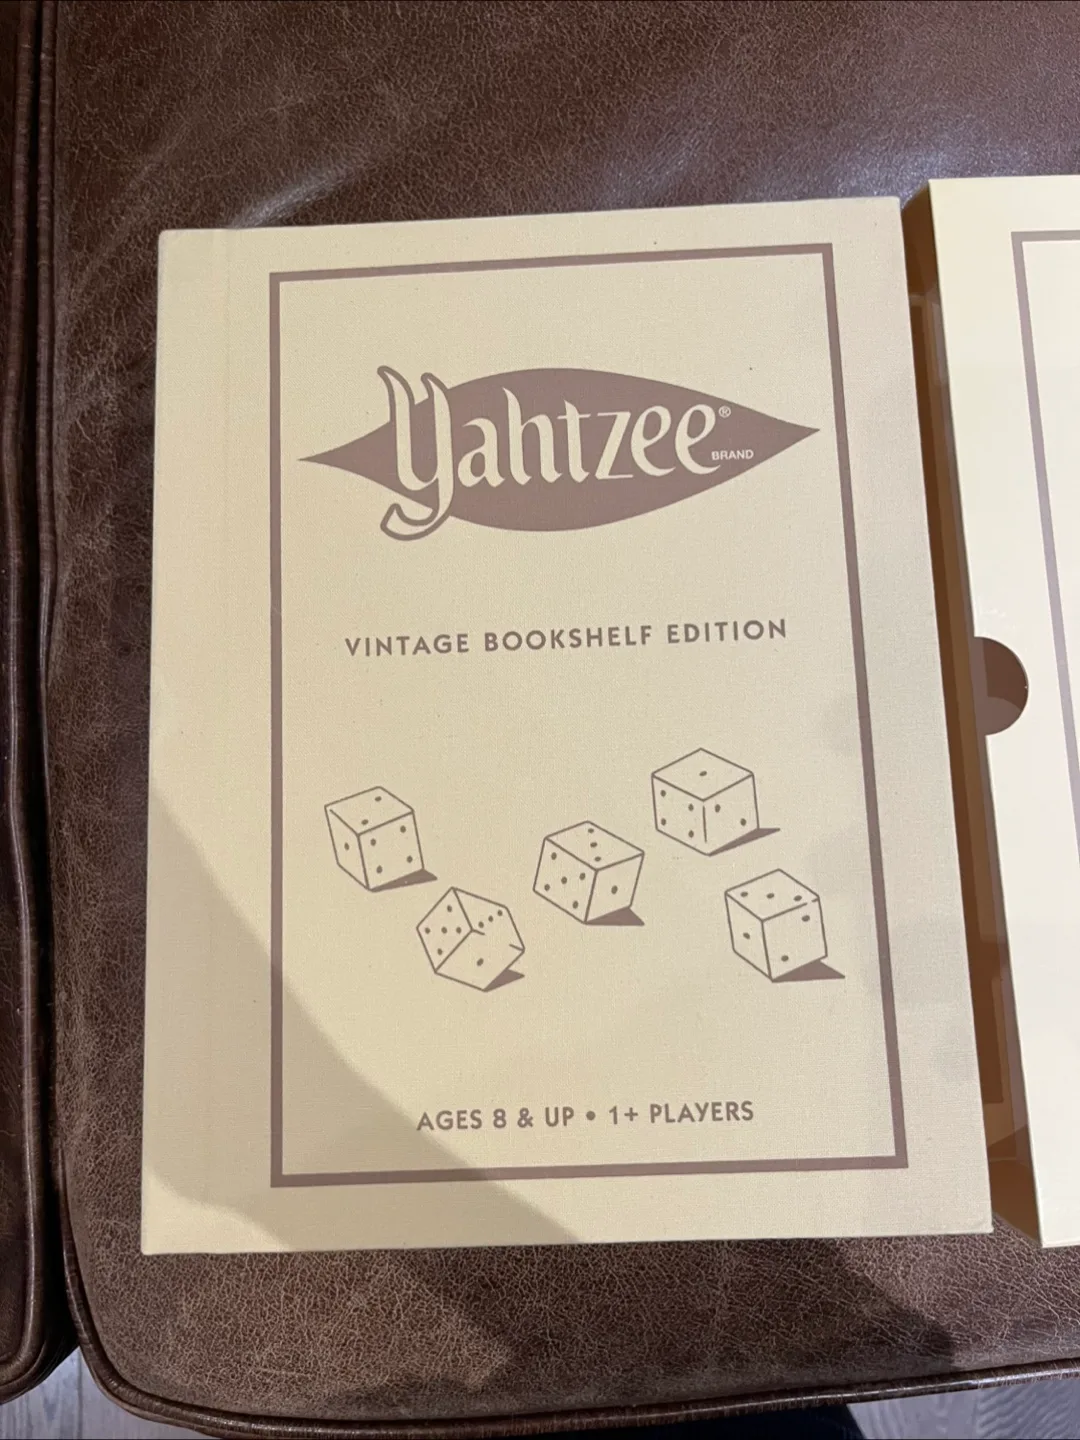 Yahtzee®
BRAND
VINTAGE BOOKSHELF EDITION
AGES 8 & UP • 1+ PLAYERS